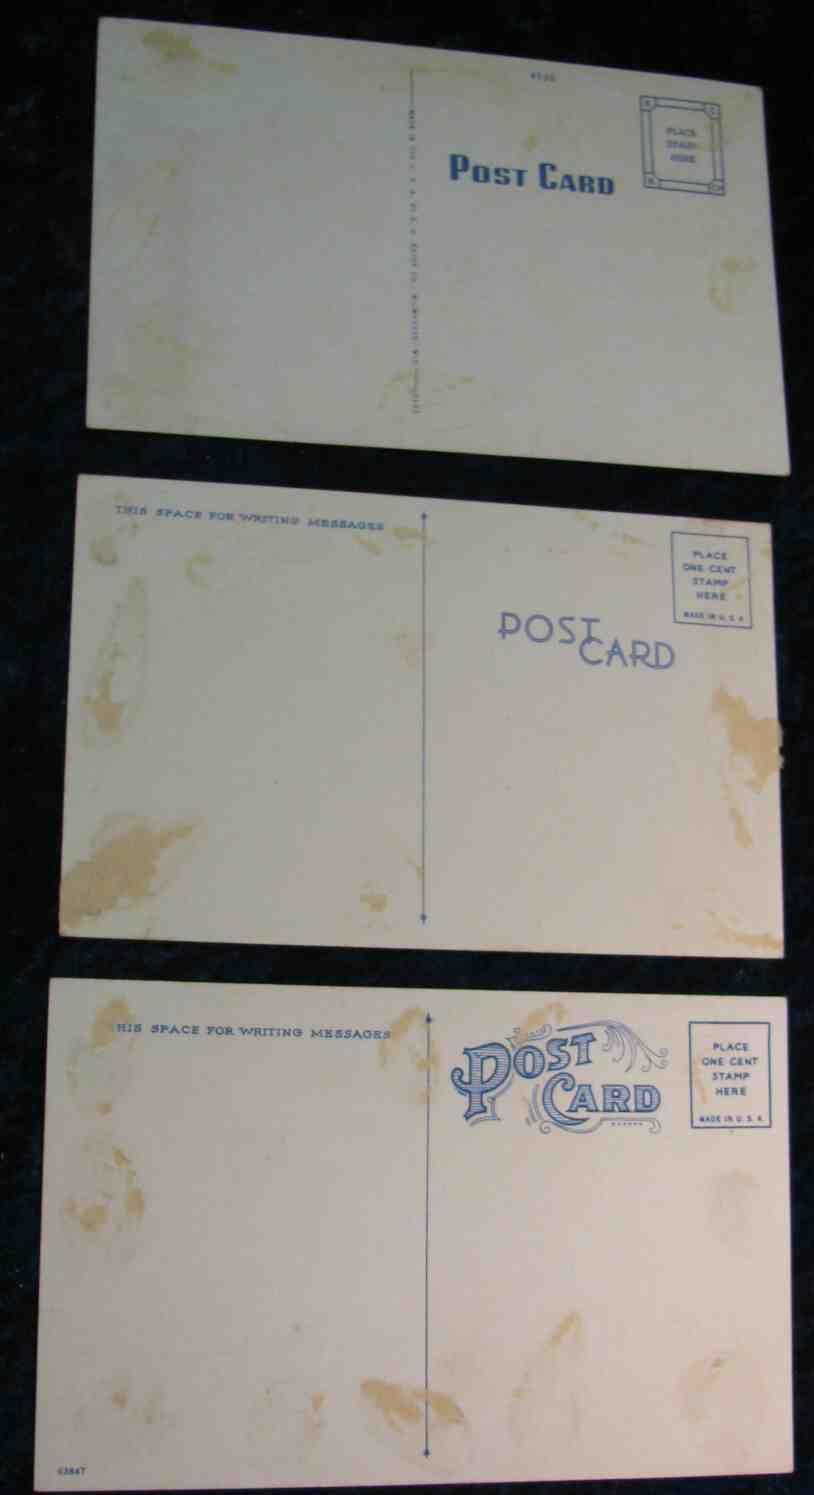 POST CARD
PLACE
STAMP
HERE
THIS SPACE FOR WRITING MESSAGES
POST
CARD
PLACE
ONE CENT
STAMP
HERE
MADE IN U. S. A.
HIS SPACE FOR WRITING MESSAGES
POST
CARD
PLACE
ONE CENT
STAMP
HERE
MADE IN U. S. A.
63847